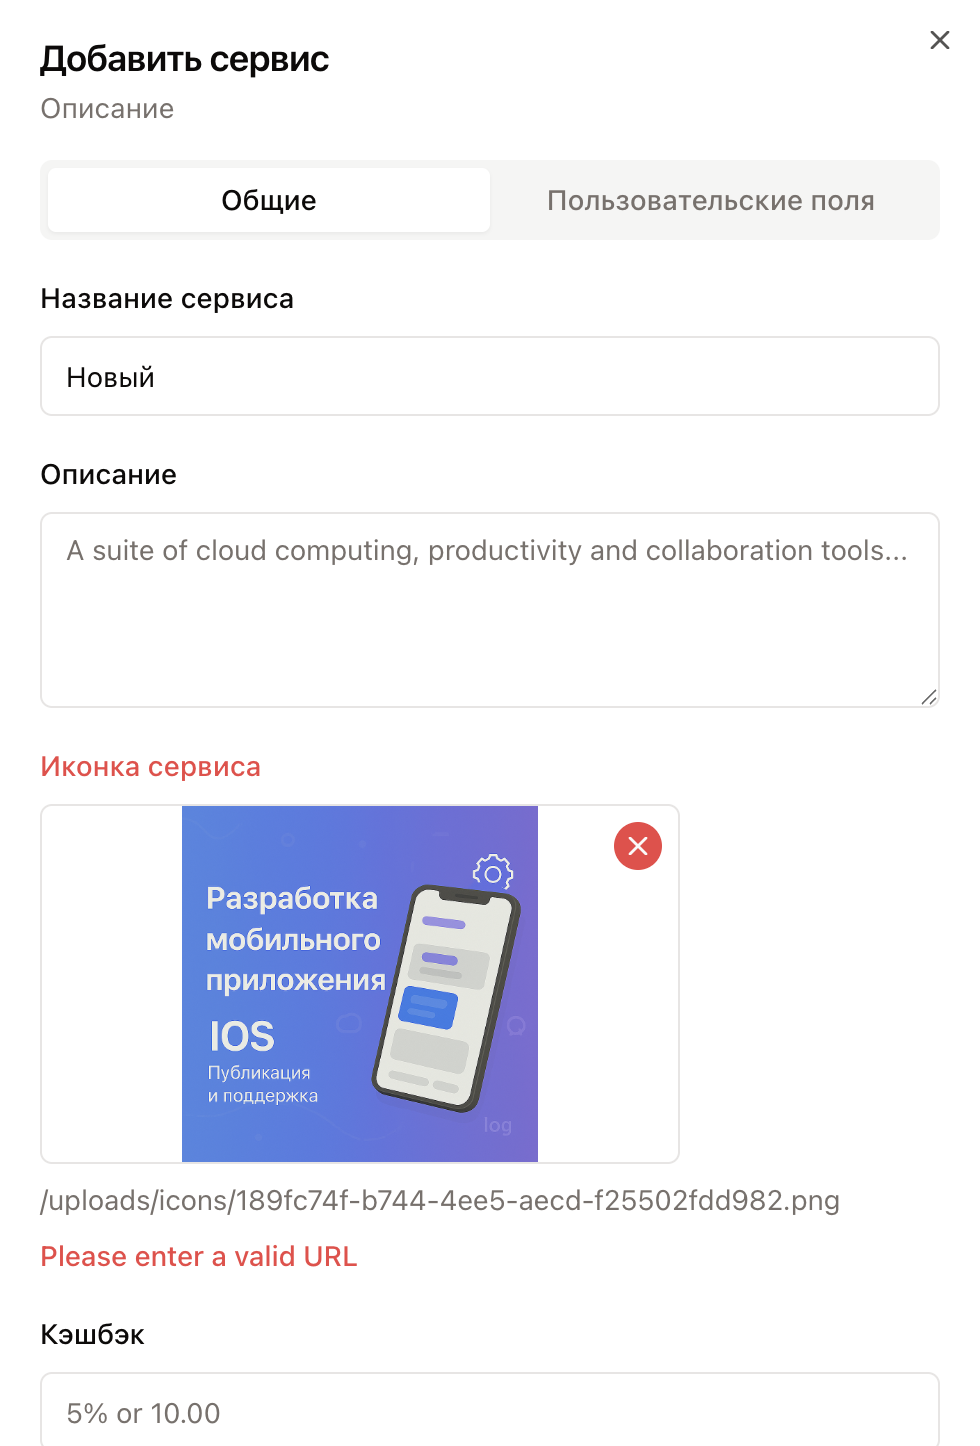 Добавить сервис
Описание
Общие
Пользовательские поля
Название сервиса
Новый
Описание
A suite of cloud computing, productivity and collaboration tools...
Иконка сервиса
Разработка
мобильного
приложения
IOS
Публикация
и поддержка
log
/uploads/icons/189fc74f-b744-4ee5-aecd-f25502fdd982.png
Please enter a valid URL
Кэшбэк
5% or 10.00